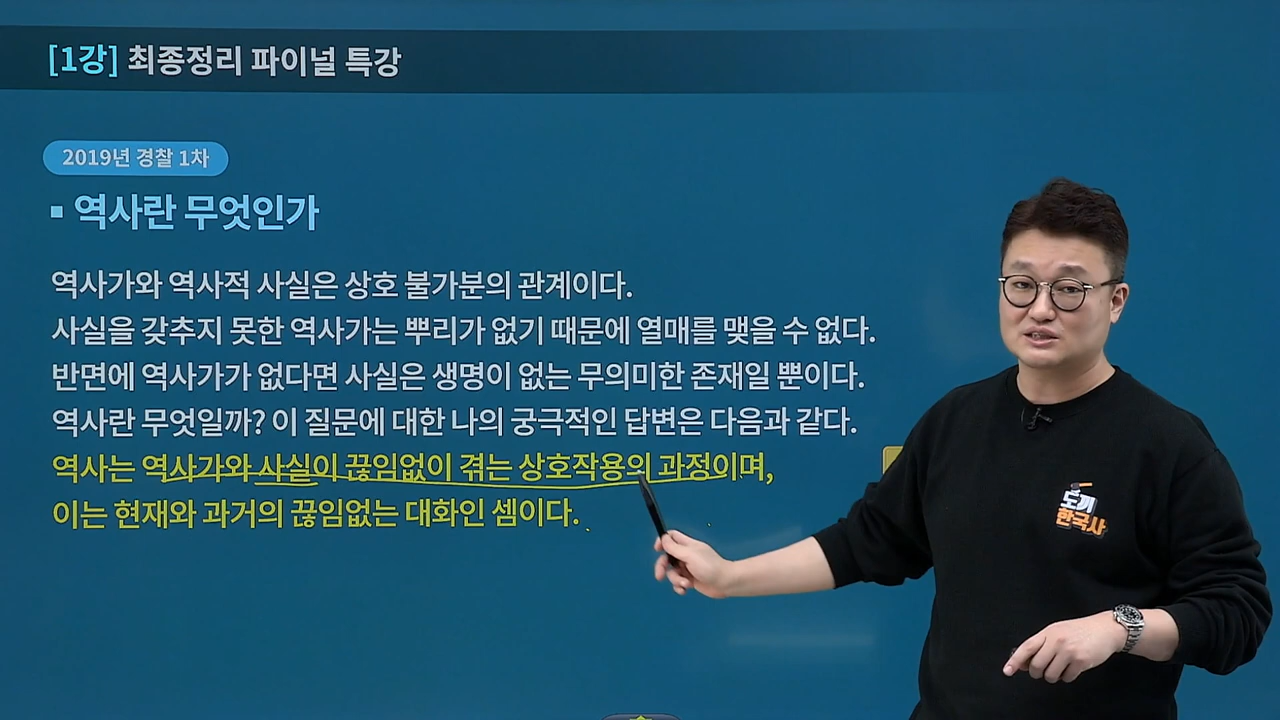 [1강] 최종정리 파이널 특강
2019년 경찰 1차
▪ 역사란 무엇인가
역사가와 역사적 사실은 상호 불가분의 관계이다.
사실을 갖추지 못한 역사가는 뿌리가 없기 때문에 열매를 맺을 수 없다.
반면에 역사가가 없다면 사실은 생명이 없는 무의미한 존재일 뿐이다.
역사란 무엇일까? 이 질문에 대한 나의 궁극적인 답변은 다음과 같다.
역사는 역사가와 사실이 끊임없이 겪는 상호작용의 과정이며,
이는 현재와 과거의 끊임없는 대화인 셈이다.
도끼
한국사